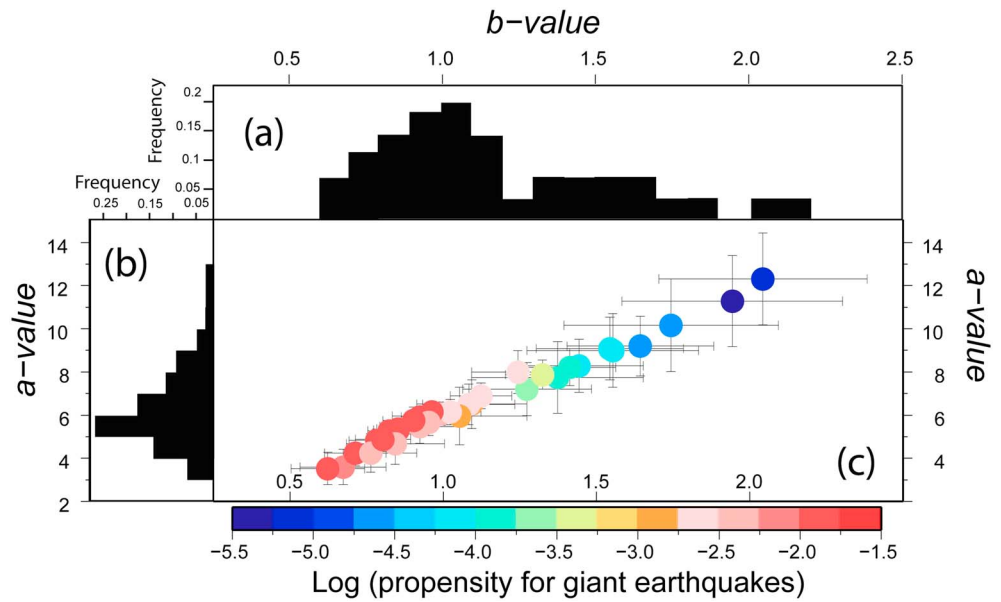 b−value
0.5 1.0 1.5 2.0 2.5
Frequency
0.2
0.15
0.1
0.05
(a)
Frequency
0.25 0.15 0.05
(b)
a−value
14
12
10
8
6
4
2
14
12
10
8
6
4
a−value
(c)
0.5 1.0 1.5 2.0
−5.5 −5.0 −4.5 −4.0 −3.5 −3.0 −2.5 −2.0 −1.5
Log (propensity for giant earthquakes)